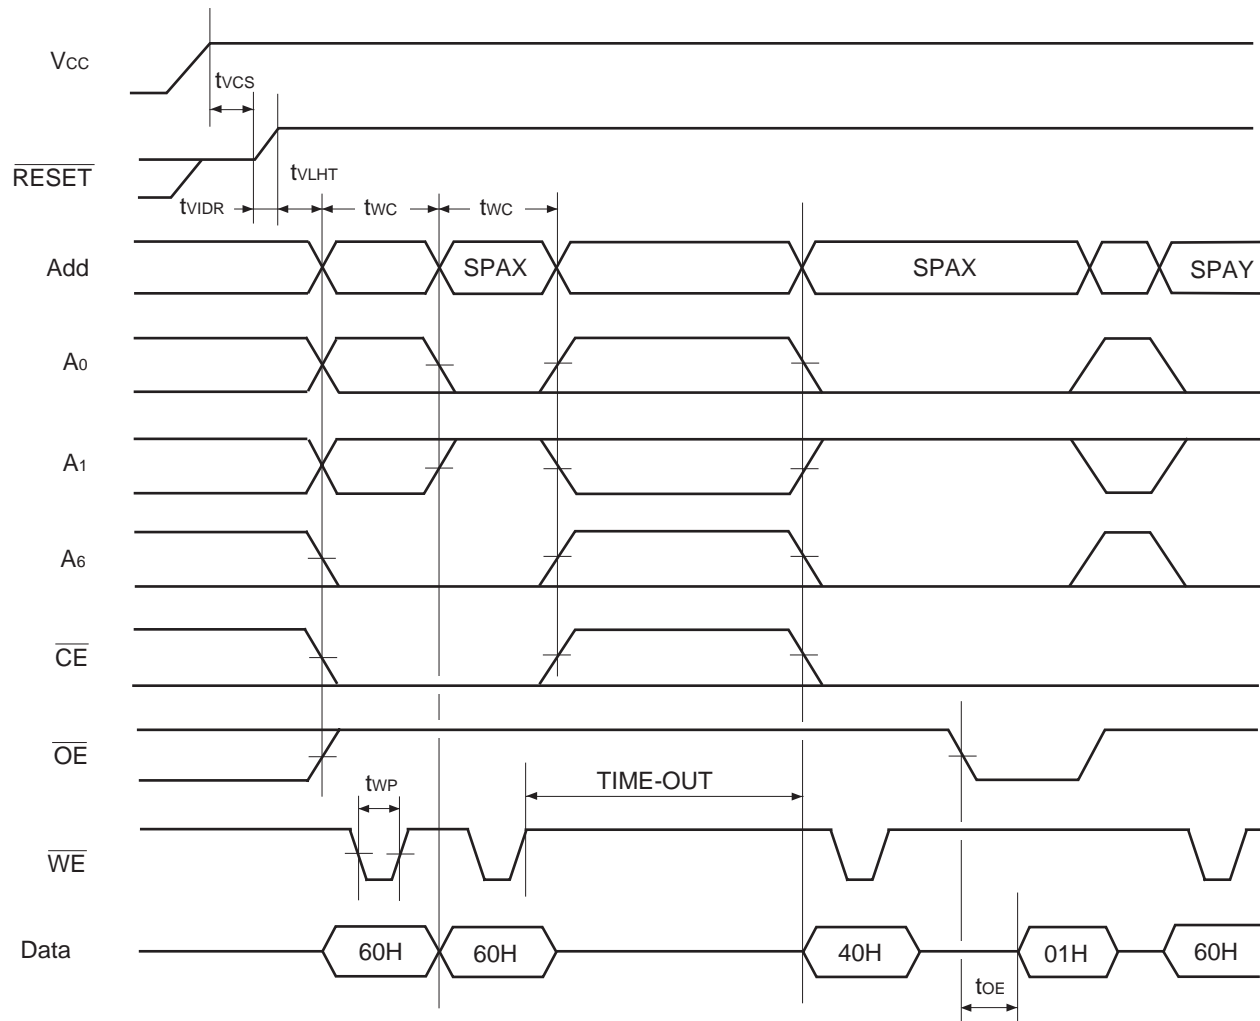 VCC
tVCS
RESET
tVLHT
tVIDR
tWC
tWC
Add
SPAX
SPAX
SPAY
A0
A1
A6
CE
OE
tWP
TIME-OUT
WE
Data
60H
60H
40H
01H
60H
tOE